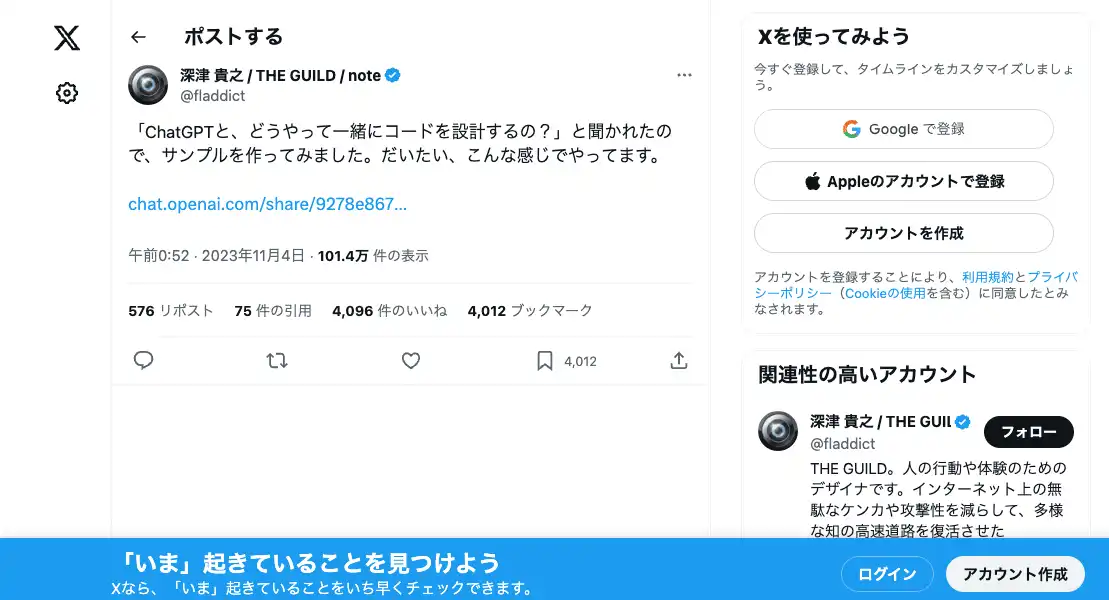 ポストする
深津 貴之 / THE GUILD / note
@fladdict
「ChatGPTと、どうやって一緒にコードを設計するの？」と聞かれたの
で、サンプルを作ってみました。だいたい、こんな感じでやってます。
chat.openai.com/share/9278e867...
午前0:52 · 2023年11月4日 · 101.4万 件の表示
576 リポスト 75 件の引用 4,096 件のいいね 4,012 ブックマーク
4,012
Xを使ってみよう
今すぐ登録して、タイムラインをカスタマイズしましょ
う。
Google で登録
Appleのアカウントで登録
アカウントを作成
アカウントを登録することにより、利用規約とプライバ
シーポリシー（Cookieの使用を含む）に同意したとみ
なされます。
関連性の高いアカウント
深津 貴之 / THE GUIL
@fladdict
フォロー
THE GUILD。人の行動や体験のための
デザイナです。インターネット上の無
駄なケンカや攻撃性を減らして、多様
な知の高速道路を復活させた
「いま」起きていることを見つけよう
Xなら、「いま」起きていることをいち早くチェックできます。
ログイン
アカウント作成